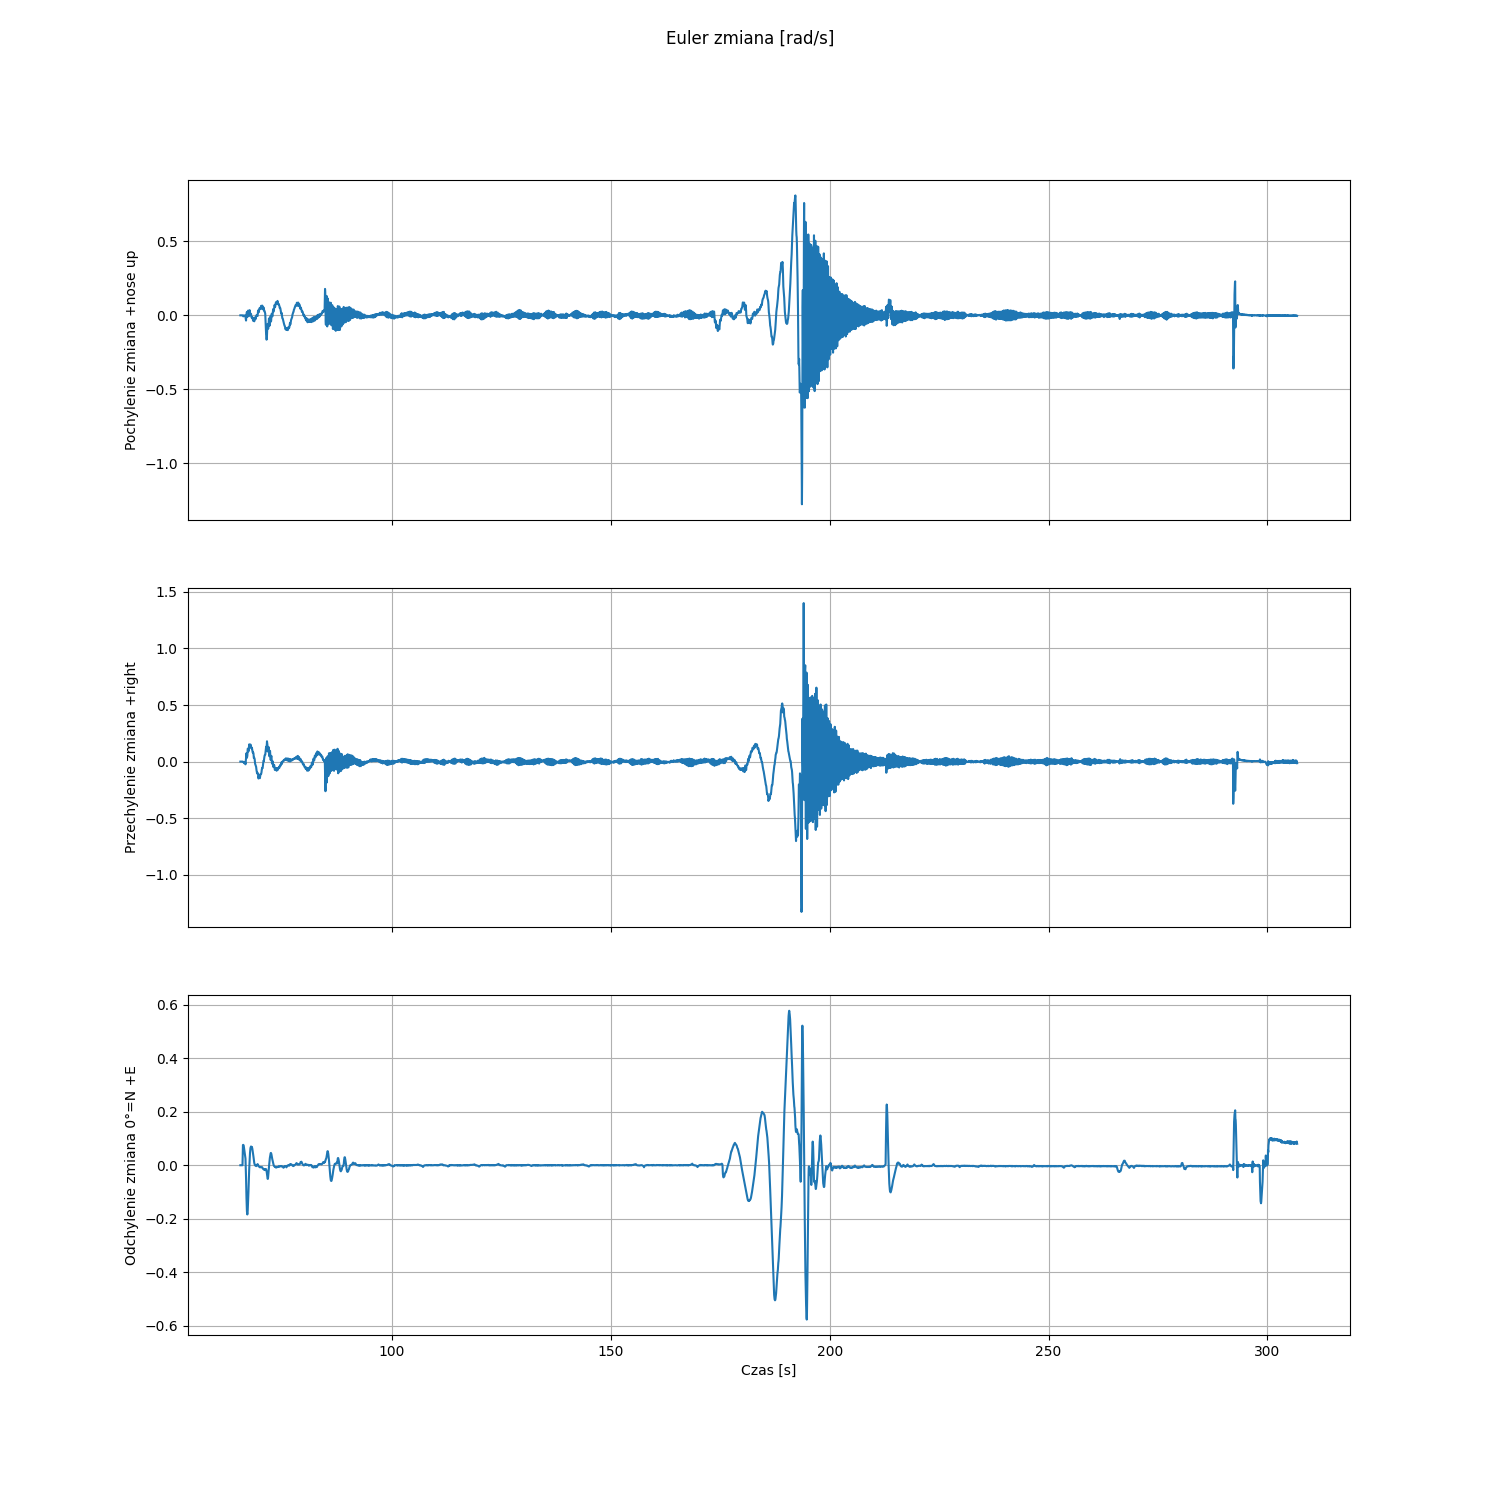 Euler zmiana [rad/s]
Pochylenie zmiana +nose up
0.5
0.0
−0.5
−1.0
Przechylenie zmiana +right
1.5
1.0
0.5
0.0
−0.5
−1.0
Odchylenie zmiana 0°=N +E
0.6
0.4
0.2
0.0
−0.2
−0.4
−0.6
100 150 200 250 300
Czas [s]